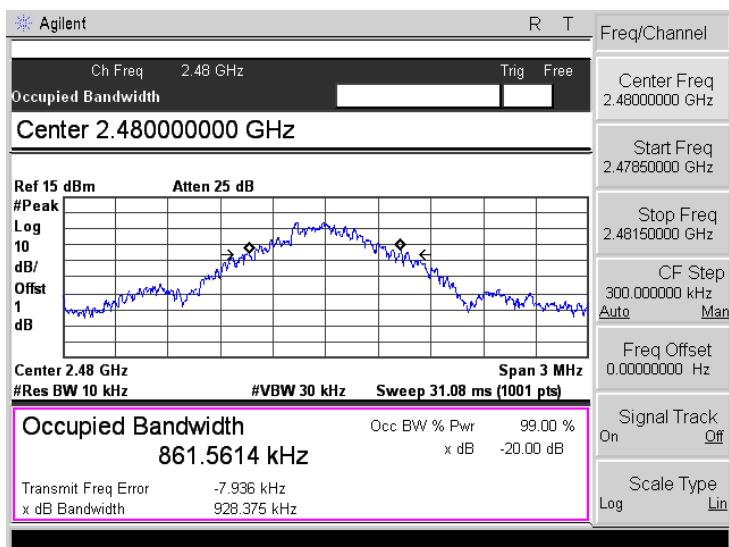 Agilent R T
Ch Freq 2.48 GHz Trig Free
Occupied Bandwidth
Center 2.480000000 GHz
Ref 15 dBm Atten 25 dB
#Peak
Log
10
dB/
Offst
1
dB
Center 2.48 GHz Span 3 MHz
#Res BW 10 kHz #VBW 30 kHz Sweep 31.08 ms (1001 pts)
Occupied Bandwidth Occ BW % Pwr 99.00 %
861.5614 kHz x dB -20.00 dB
Transmit Freq Error -7.936 kHz
x dB Bandwidth 928.375 kHz
Freq/Channel
Center Freq
2.48000000 GHz
Start Freq
2.47850000 GHz
Stop Freq
2.48150000 GHz
CF Step
300.000000 kHz
Auto Man
Freq Offset
0.00000000 Hz
Signal Track
On Off
Scale Type
Log Lin